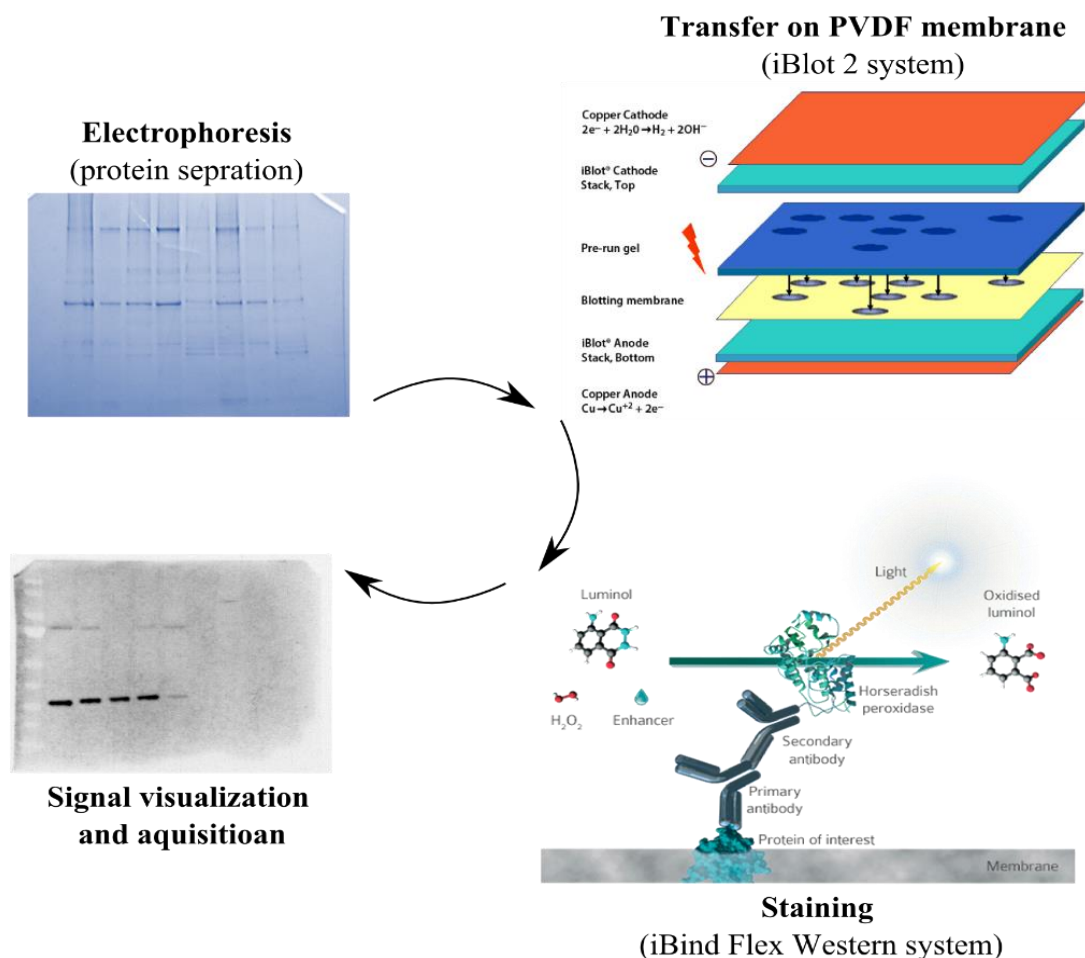 Transfer on PVDF membrane
(iBlot 2 system)
Electrophoresis
(protein sepration)
Copper Cathode
2e⁻ + 2H₂0→H₂ + 2OH⁻
−
iBlot® Cathode
Stack, Top
Pre-run gel
Blotting membrane
iBlot® Anode
Stack, Bottom
+
Copper Anode
Cu→Cu⁺² + 2e⁻
Light
Luminol
Oxidised
luminol
H₂O₂
Enhancer
Horseradish
peroxidase
Secondary
antibody
Primary
antibody
Protein of interest
Membrane
Signal visualization
and aquisitioan
Staining
(iBind Flex Western system)